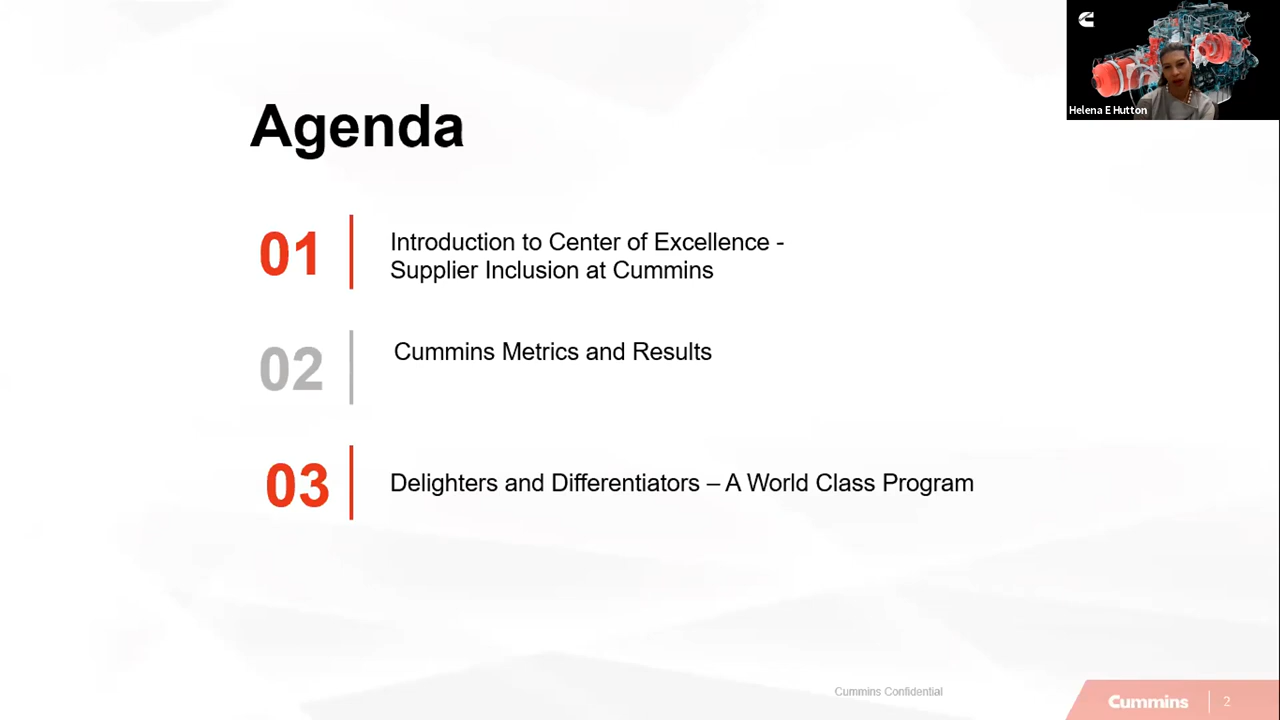 Helena E Hutton
Agenda
01
Introduction to Center of Excellence -
Supplier Inclusion at Cummins
02
Cummins Metrics and Results
03
Delighters and Differentiators – A World Class Program
Cummins Confidential
Cummins
2